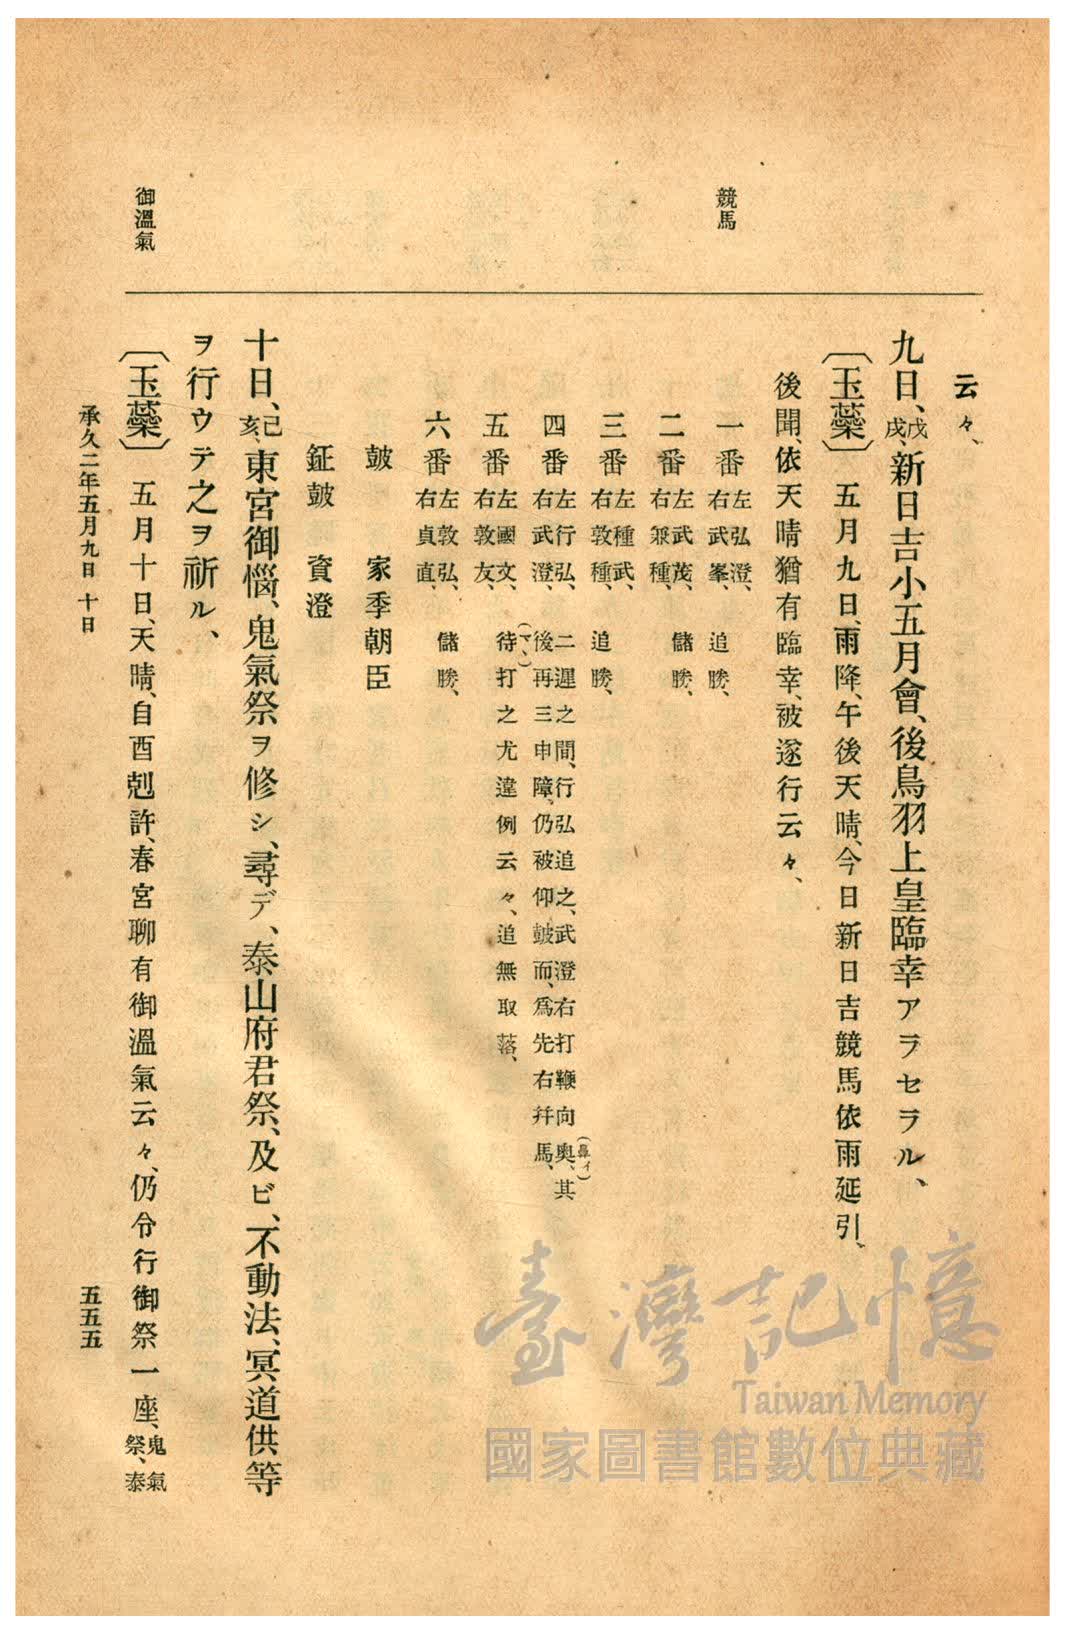 競馬
御溫氣
云々、
九日、戊戌、新日吉小五月會、後鳥羽上皇臨幸アラセラル、
〔玉蘂〕五月九日、雨降、午後天晴、今日新日吉競馬依雨延引、
後聞、依天晴猶有臨幸、被遂行云々、
一番左弘澄、右武峯、追勝、
二番左武茂、右兼種、儲勝、
三番左種武、右敦種、追勝、
四番左行弘、右武澄、二遲之間、行弘追之、武澄右打鞭向奧、(鼻イ)其
後再三申障、仍被仰皷而、爲先右幷馬、
五番左國文、右敦友、待(マヽ)打之尤違例云々、追無取落、
六番左敦弘、右貞直、儲勝、
皷 家季朝臣
鉦皷 資澄
十日、己亥、東宮御惱、鬼氣祭ヲ修シ、尋デ、泰山府君祭、及ビ、不動法、冥道供等
ヲ行ウテ之ヲ祈ル、
〔玉蘂〕五月十日、天晴、自酉剋許、春宮聊有御溫氣云々、仍令行御祭一座、鬼氣祭、泰
承久二年五月九日 十日
五五五
臺灣記憶
Taiwan Memory
國家圖書館數位典藏